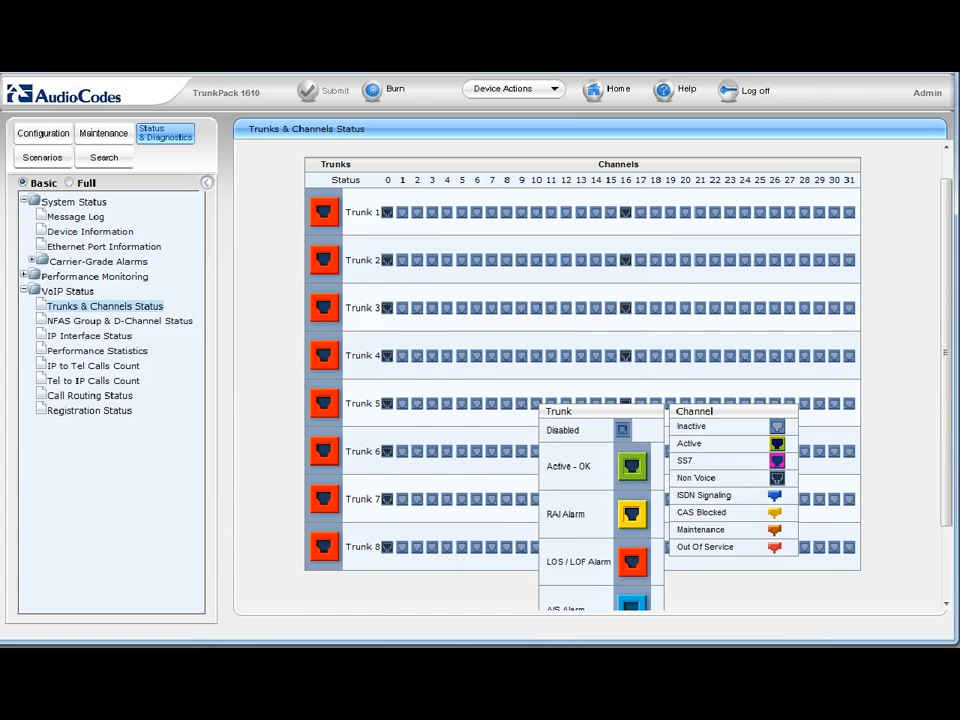 AudioCodes
TrunkPack 1610
Submit
Burn
Device Actions
Home
Help
Log off
Admin
Configuration
Maintenance
Status
& Diagnostics
Scenarios
Search
Basic
Full
System Status
Message Log
Device Information
Ethernet Port Information
Carrier-Grade Alarms
Performance Monitoring
VoIP Status
Trunks & Channels Status
NFAS Group & D-Channel Status
IP Interface Status
Performance Statistics
IP to Tel Calls Count
Tel to IP Calls Count
Call Routing Status
Registration Status
Trunks & Channels Status
Trunks Channels
Status 0 1 2 3 4 5 6 7 8 9 10 11 12 13 14 15 16 17 18 19 20 21 22 23 24 25 26 27 28 29 30 31
Trunk 1
Trunk 2
Trunk 3
Trunk 4
Trunk 5
Trunk 6
Trunk 7
Trunk 8
Trunk
Disabled
Active - OK
RAI Alarm
LOS / LOF Alarm
AIS Alarm
Channel
Inactive
Active
SS7
Non Voice
ISDN Signaling
CAS Blocked
Maintenance
Out Of Service